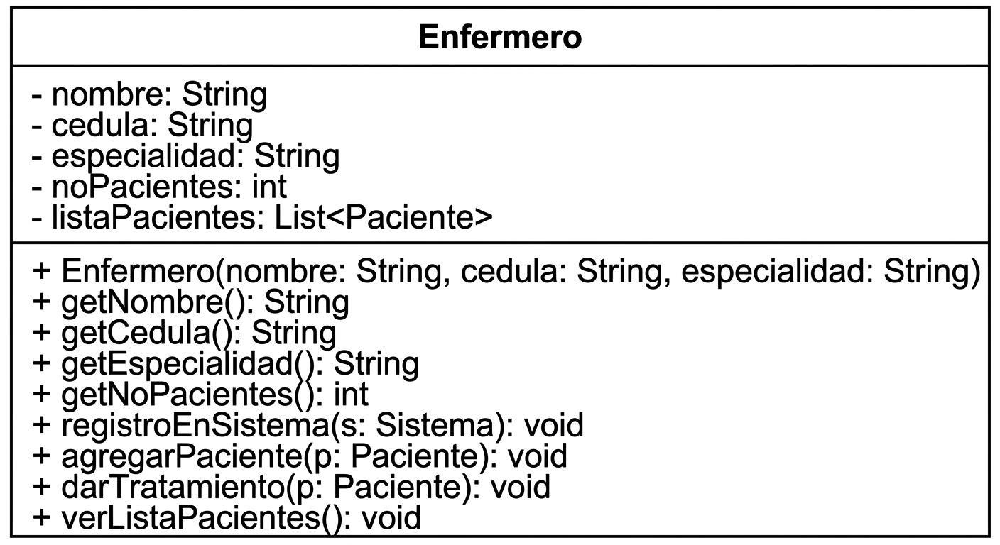 Enfermero
- nombre: String
- cedula: String
- especialidad: String
- noPacientes: int
- listaPacientes: List<Paciente>
+ Enfermero(nombre: String, cedula: String, especialidad: String)
+ getNombre(): String
+ getCedula(): String
+ getEspecialidad(): String
+ getNoPacientes(): int
+ registroEnSistema(s: Sistema): void
+ agregarPaciente(p: Paciente): void
+ darTratamiento(p: Paciente): void
+ verListaPacientes(): void